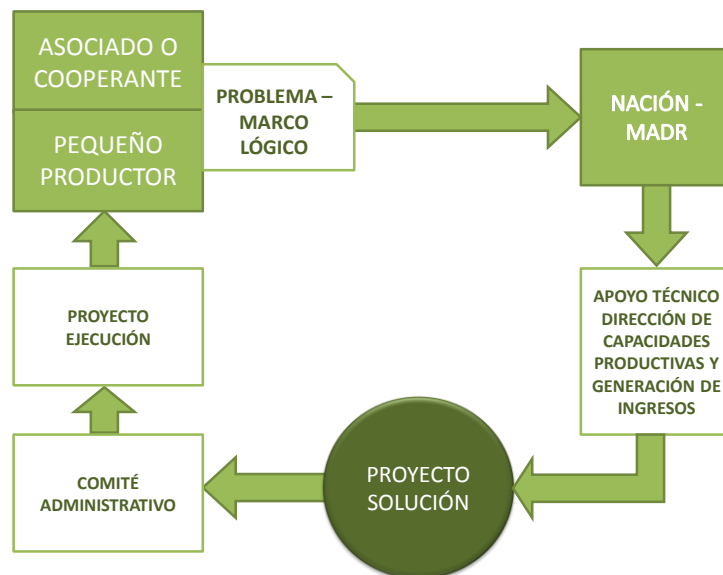 ASOCIADO O
COOPERANTE
PEQUEÑO
PRODUCTOR
PROBLEMA –
MARCO
LÓGICO
NACIÓN -
MADR
APOYO TÉCNICO
DIRECCIÓN DE
CAPACIDADES
PRODUCTIVAS Y
GENERACIÓN DE
INGRESOS
PROYECTO
SOLUCIÓN
COMITÉ
ADMINISTRATIVO
PROYECTO
EJECUCIÓN